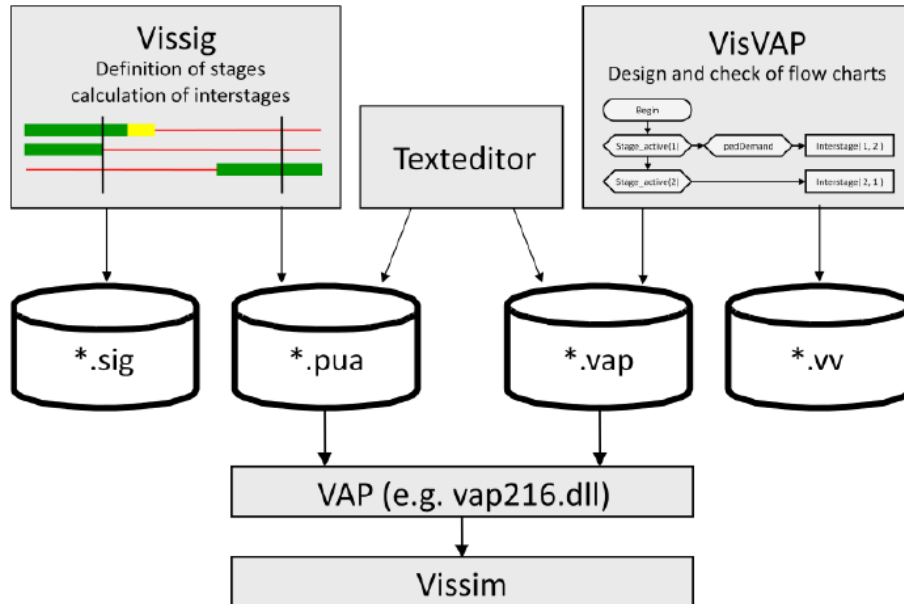 Vissig
Definition of stages
calculation of interstages
Texteditor
VisVAP
Design and check of flow charts
Begin
Stage_active(1)
pedDemand
Interstage( 1, 2 )
Stage_active(2)
Interstage( 2, 1 )
*.sig
*.pua
*.vap
*.vv
VAP (e.g. vap216.dll)
Vissim